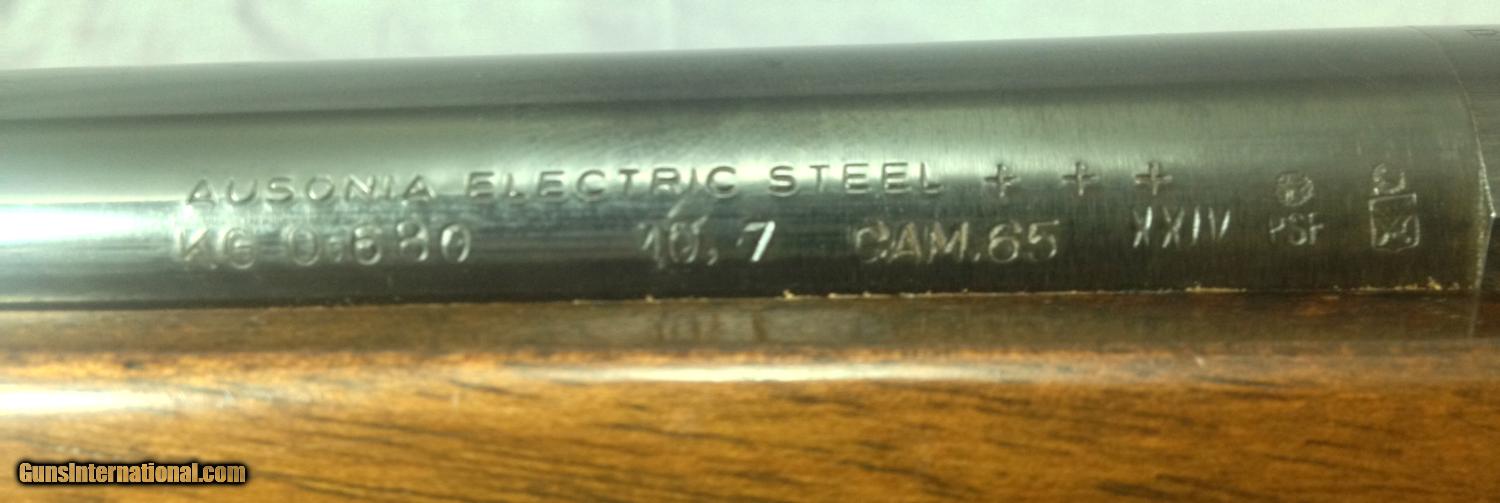 AUSONIA ELECTRIC STEEL + + +
KG 0.680 10,7 CAM.65 XXIV PSF
GunsInternational.com